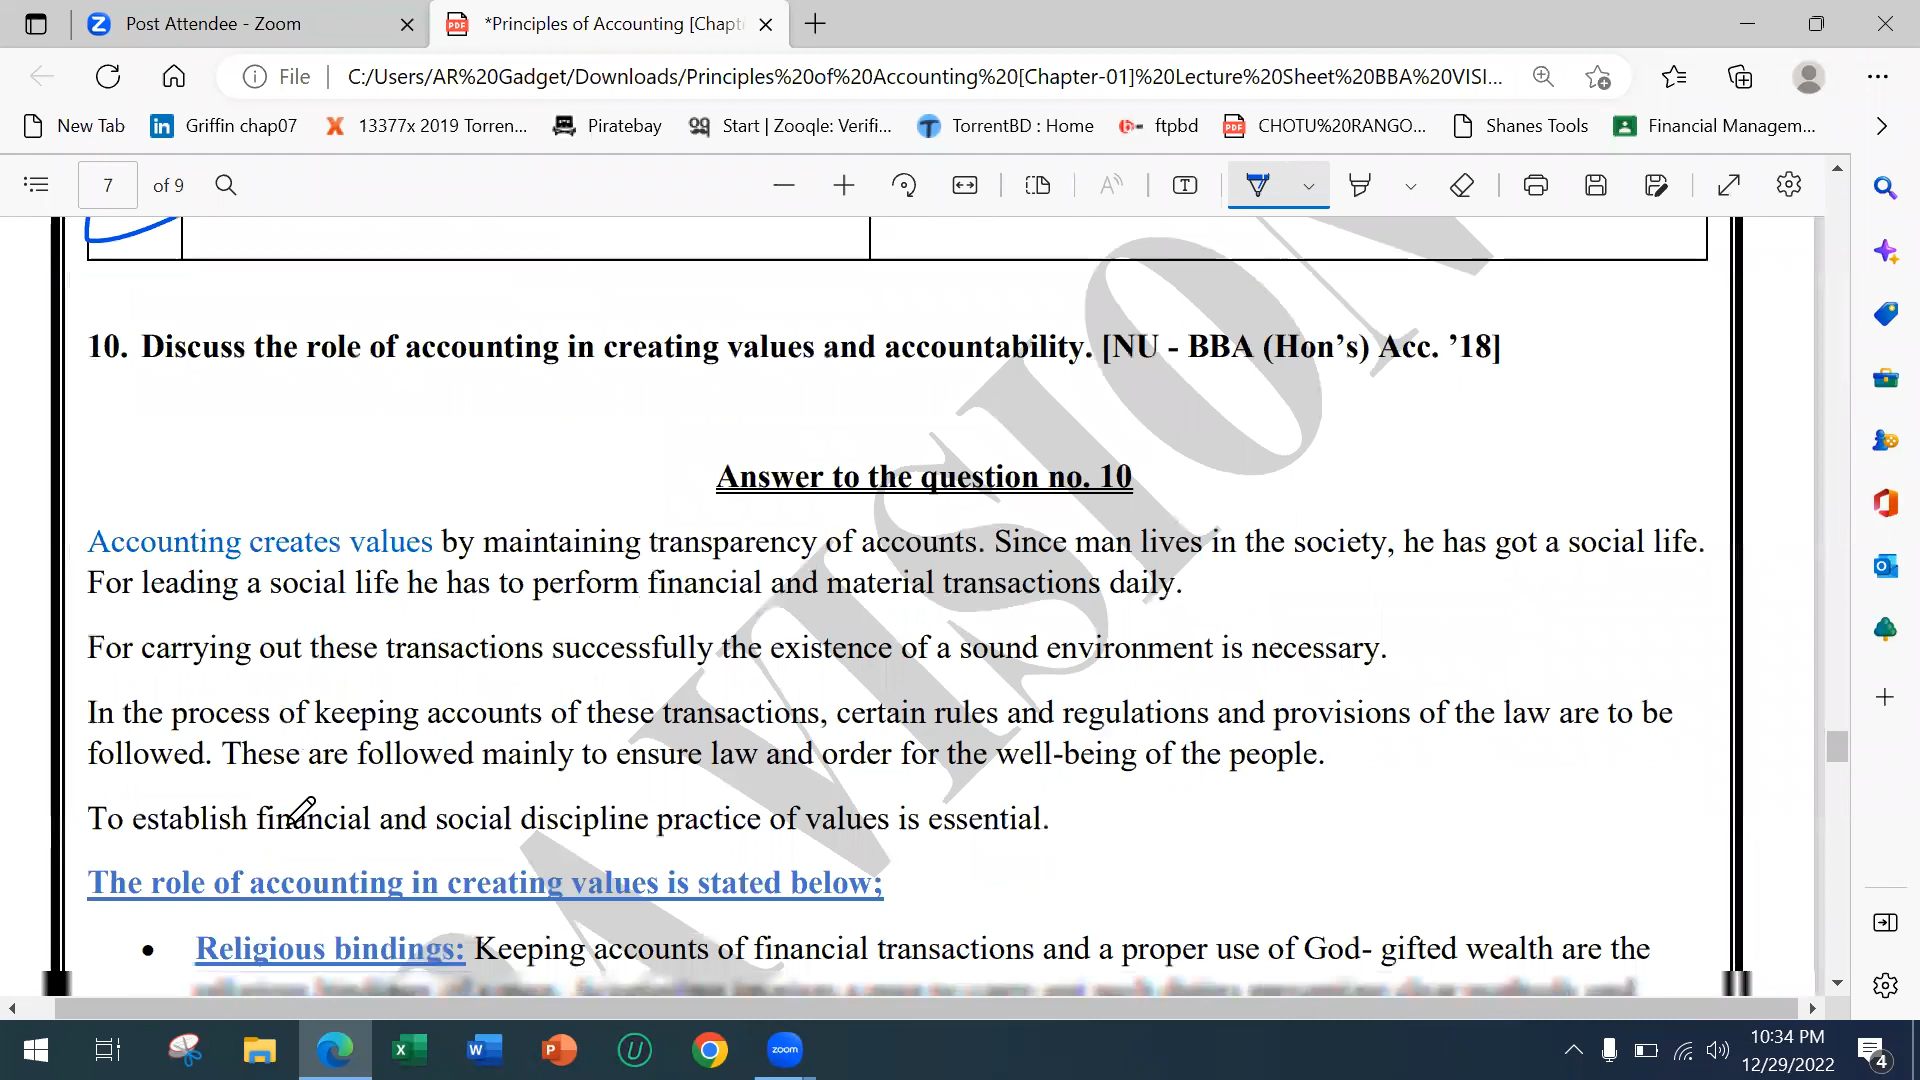 Post Attendee - Zoom
*Principles of Accounting [Chapt
File
C:/Users/AR%20Gadget/Downloads/Principles%20of%20Accounting%20[Chapter-01]%20Lecture%20Sheet%20BBA%20VISI...
New Tab
Griffin chap07
13377x 2019 Torren...
Piratebay
Start | Zooqle: Verifi...
TorrentBD : Home
ftpbd
CHOTU%20RANGO...
Shanes Tools
Financial Managem...
7 of 9
10. Discuss the role of accounting in creating values and accountability. [NU - BBA (Hon’s) Acc. ’18]
Answer to the question no. 10
Accounting creates values by maintaining transparency of accounts. Since man lives in the society, he has got a social life.
For leading a social life he has to perform financial and material transactions daily.
For carrying out these transactions successfully the existence of a sound environment is necessary.
In the process of keeping accounts of these transactions, certain rules and regulations and provisions of the law are to be
followed. These are followed mainly to ensure law and order for the well-being of the people.
To establish financial and social discipline practice of values is essential.
The role of accounting in creating values is stated below;
• Religious bindings: Keeping accounts of financial transactions and a proper use of God- gifted wealth are the
A VISION
zoom
10:34 PM
12/29/2022
4